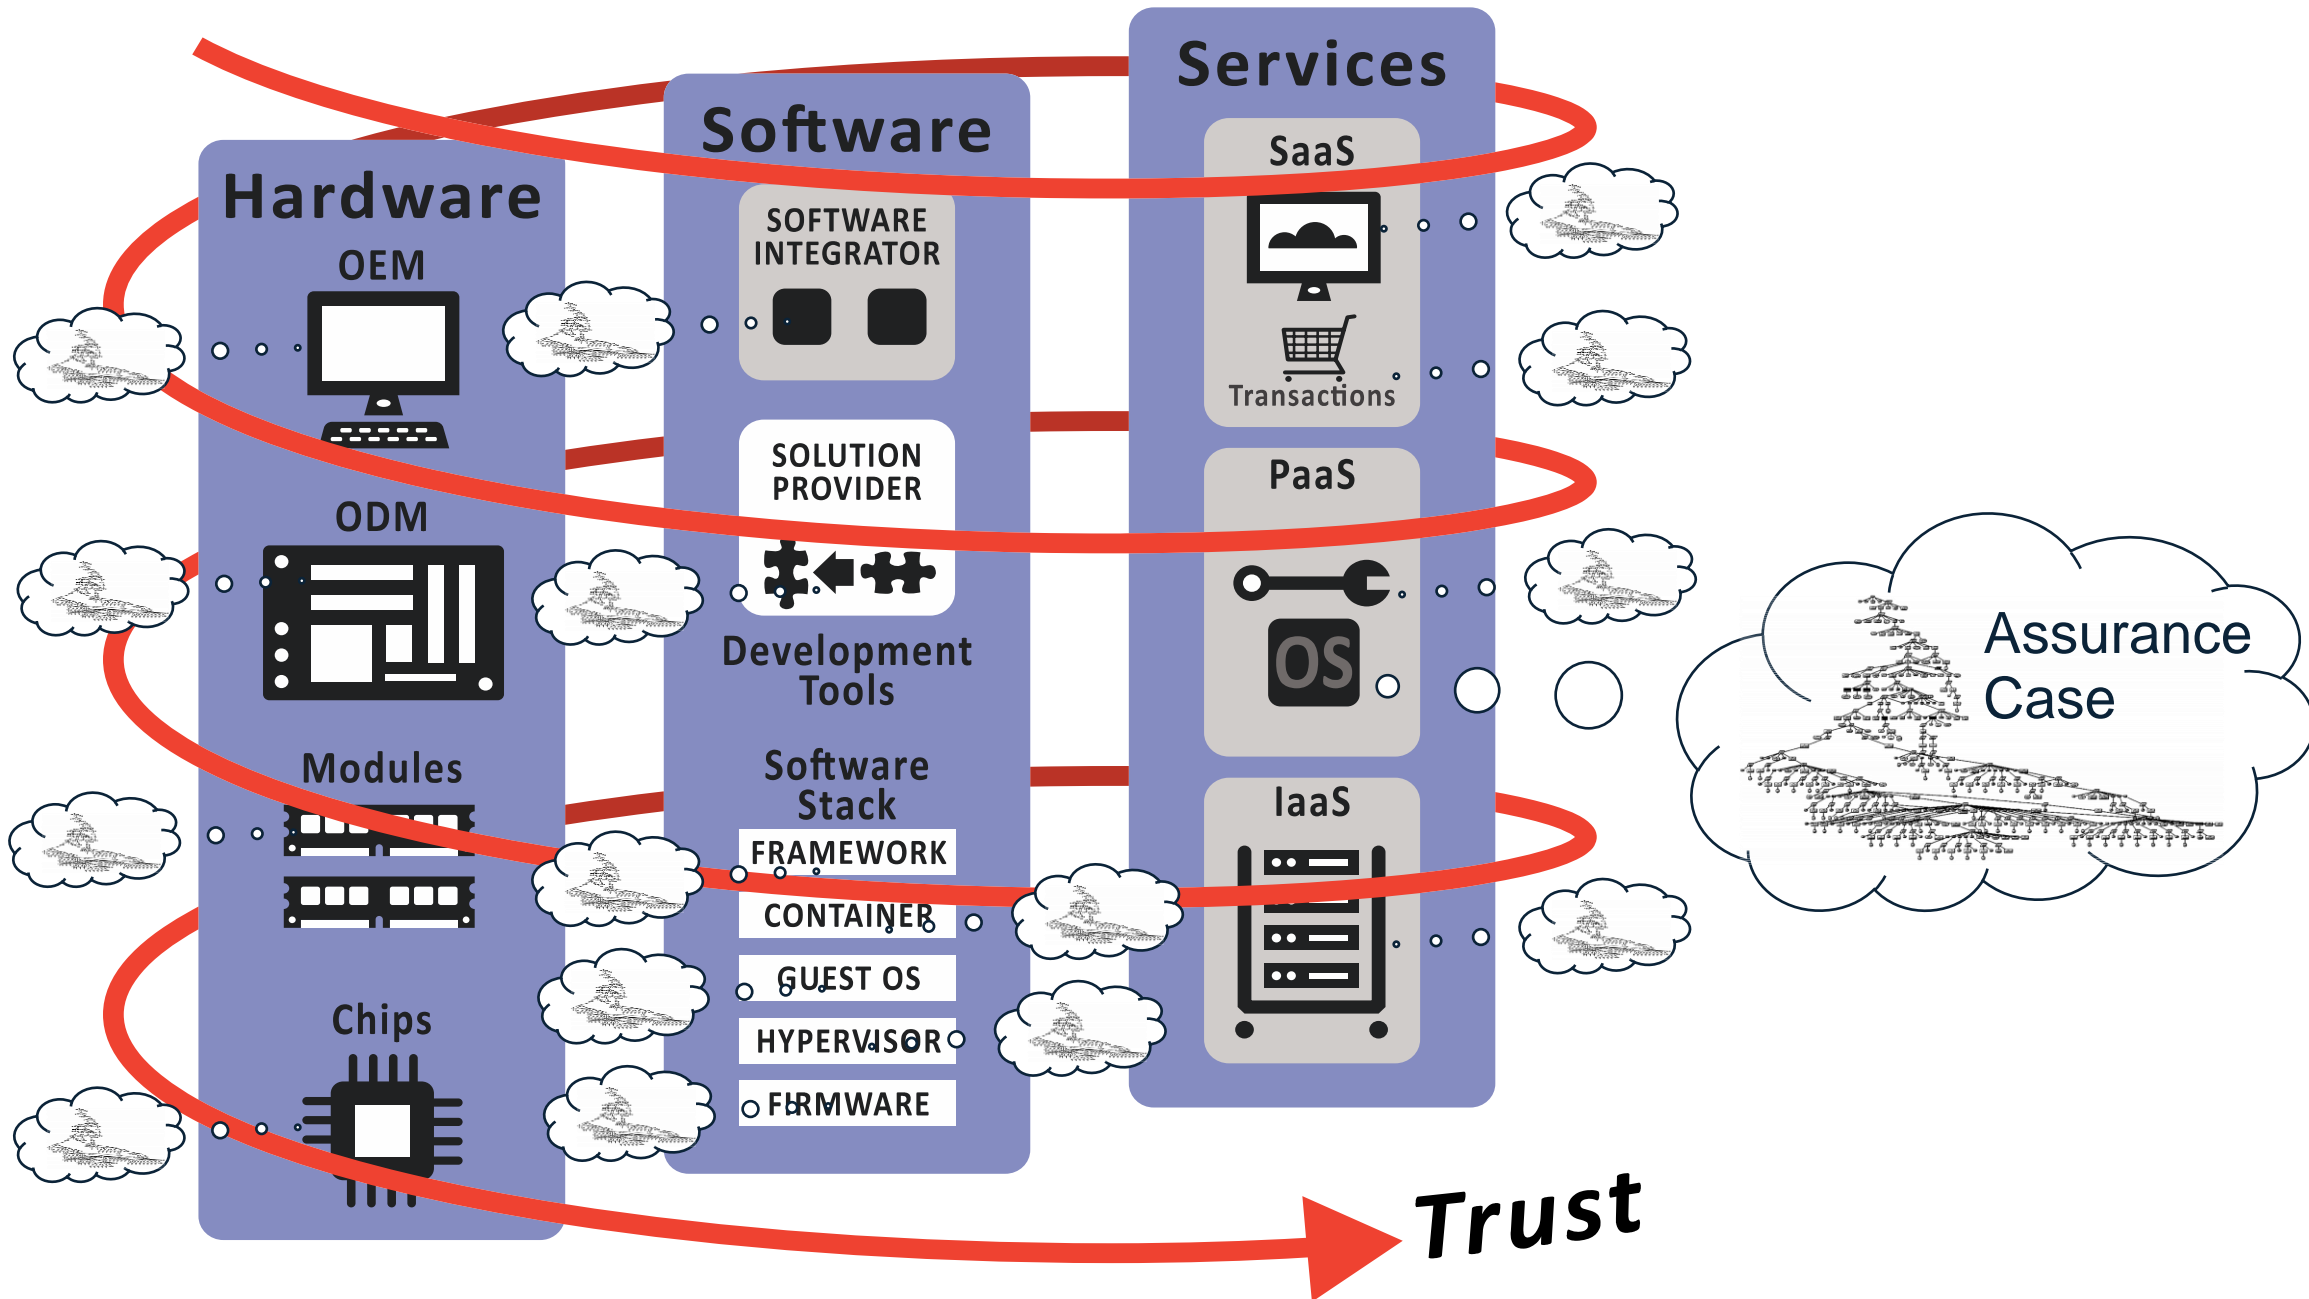 Hardware
OEM
ODM
Modules
Chips
Software
SOFTWARE
INTEGRATOR
SOLUTION
PROVIDER
Development
Tools
Software
Stack
FRAMEWORK
CONTAINER
GUEST OS
HYPERVISOR
FIRMWARE
Services
SaaS
Transactions
PaaS
OS
IaaS
Assurance
Case
Trust